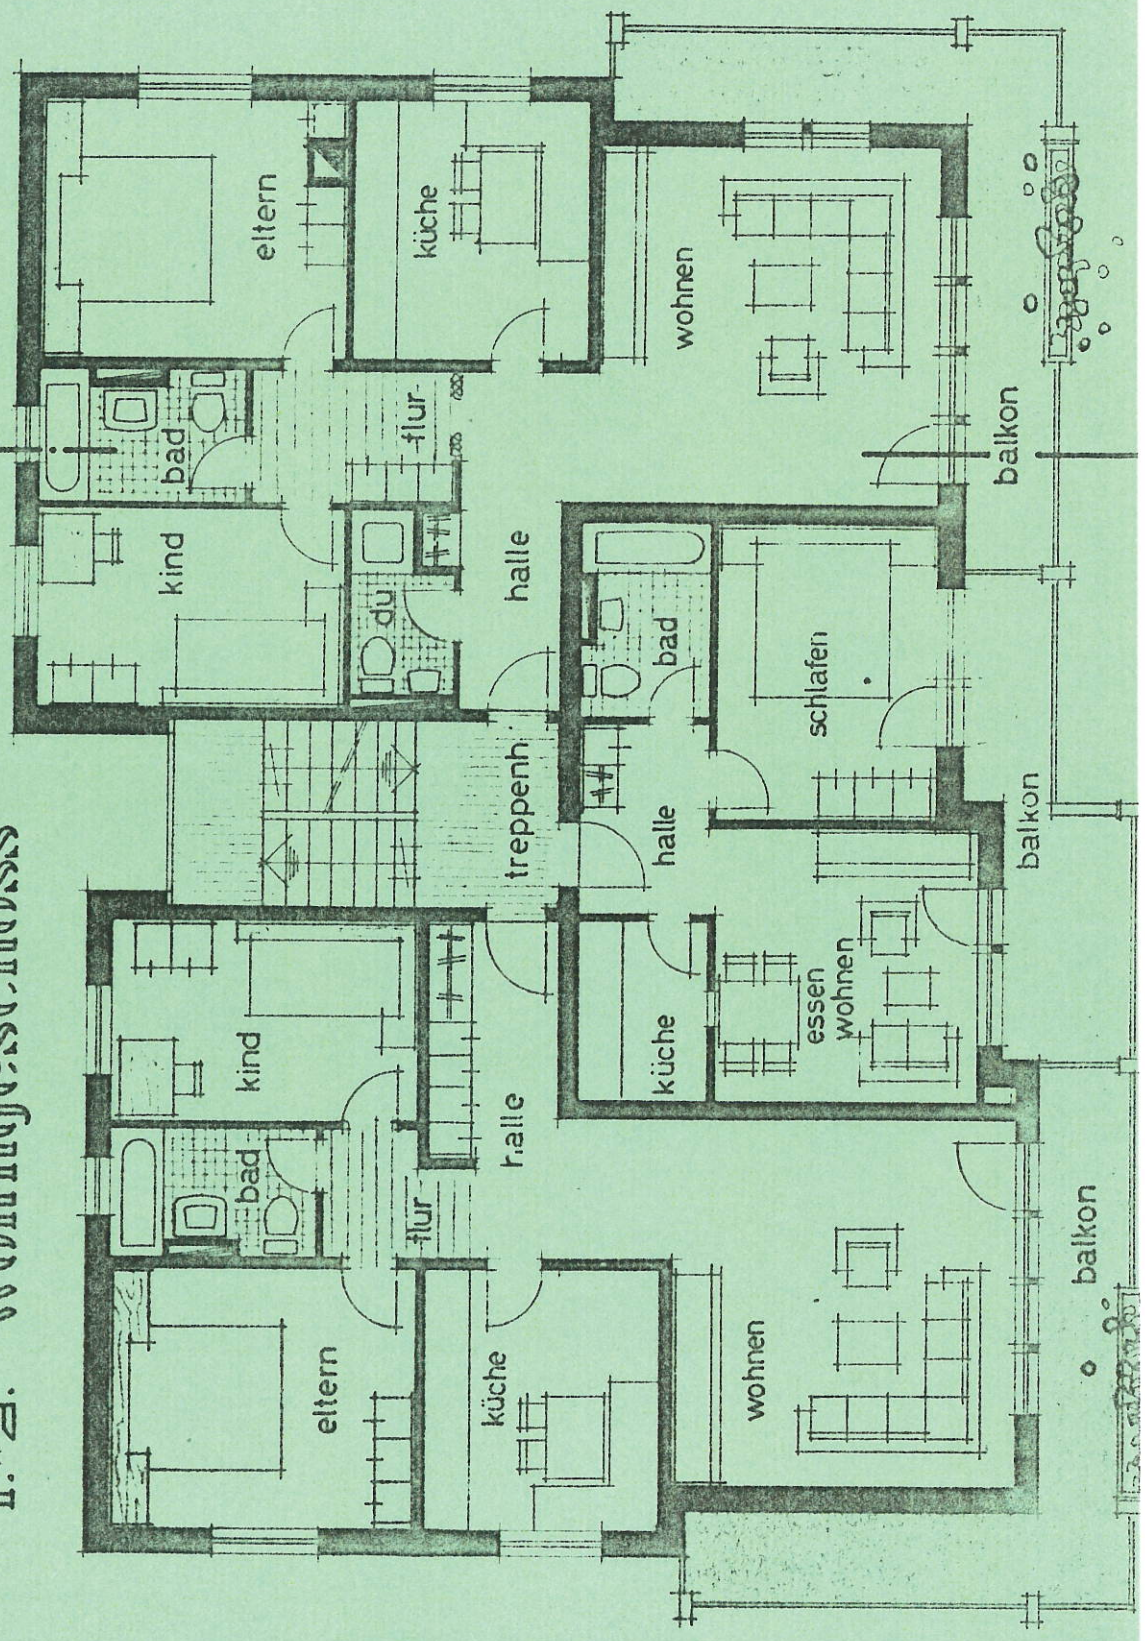 eltern
küche
wohnen
bad
flur
balkon
kind
du
halle
bad
schlafen
treppenh.
halle
balkon
kind
küche
essen
wohnen
halle
bad
flur
balkon
eltern
küche
wohnen